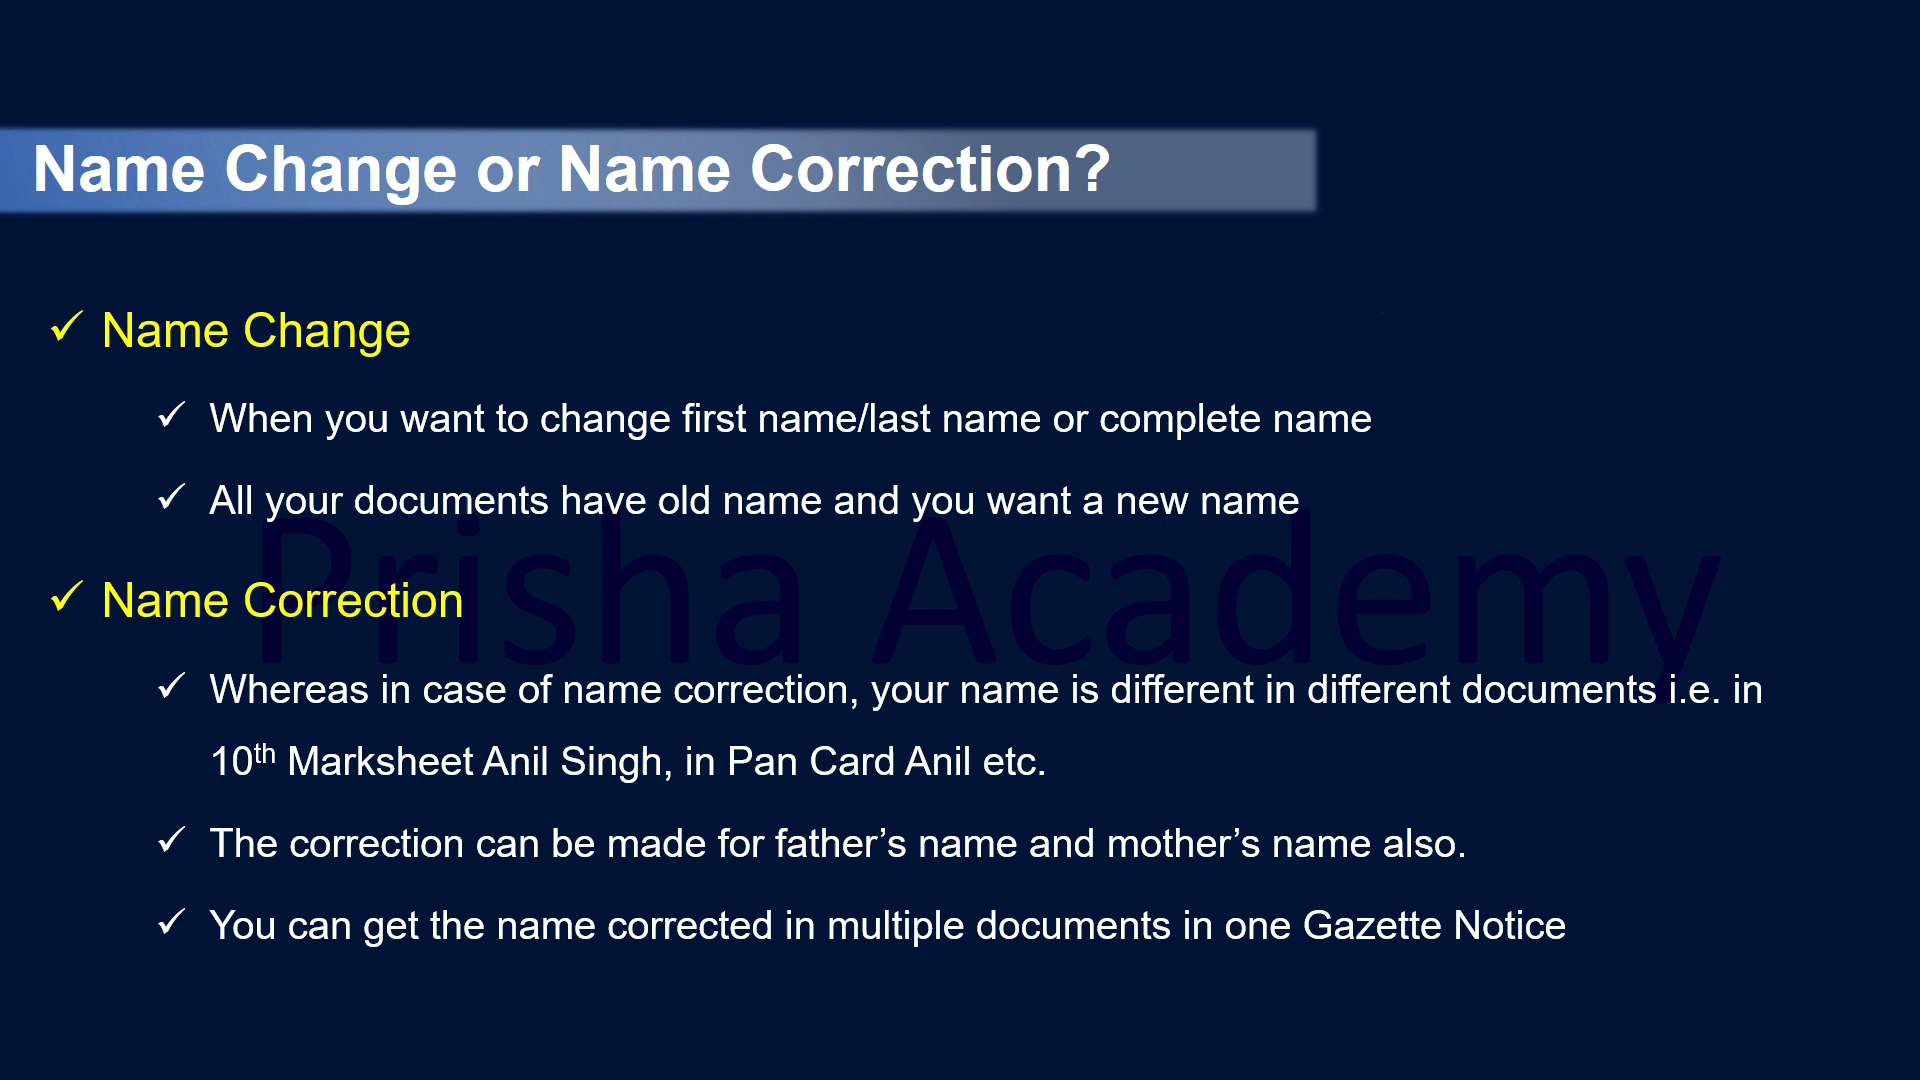 Name Change or Name Correction?
✓ Name Change
✓ When you want to change first name/last name or complete name
✓ All your documents have old name and you want a new name
Prisha Academy
✓ Name Correction
✓ Whereas in case of name correction, your name is different in different documents i.e. in
10th Marksheet Anil Singh, in Pan Card Anil etc.
✓ The correction can be made for father’s name and mother’s name also.
✓ You can get the name corrected in multiple documents in one Gazette Notice